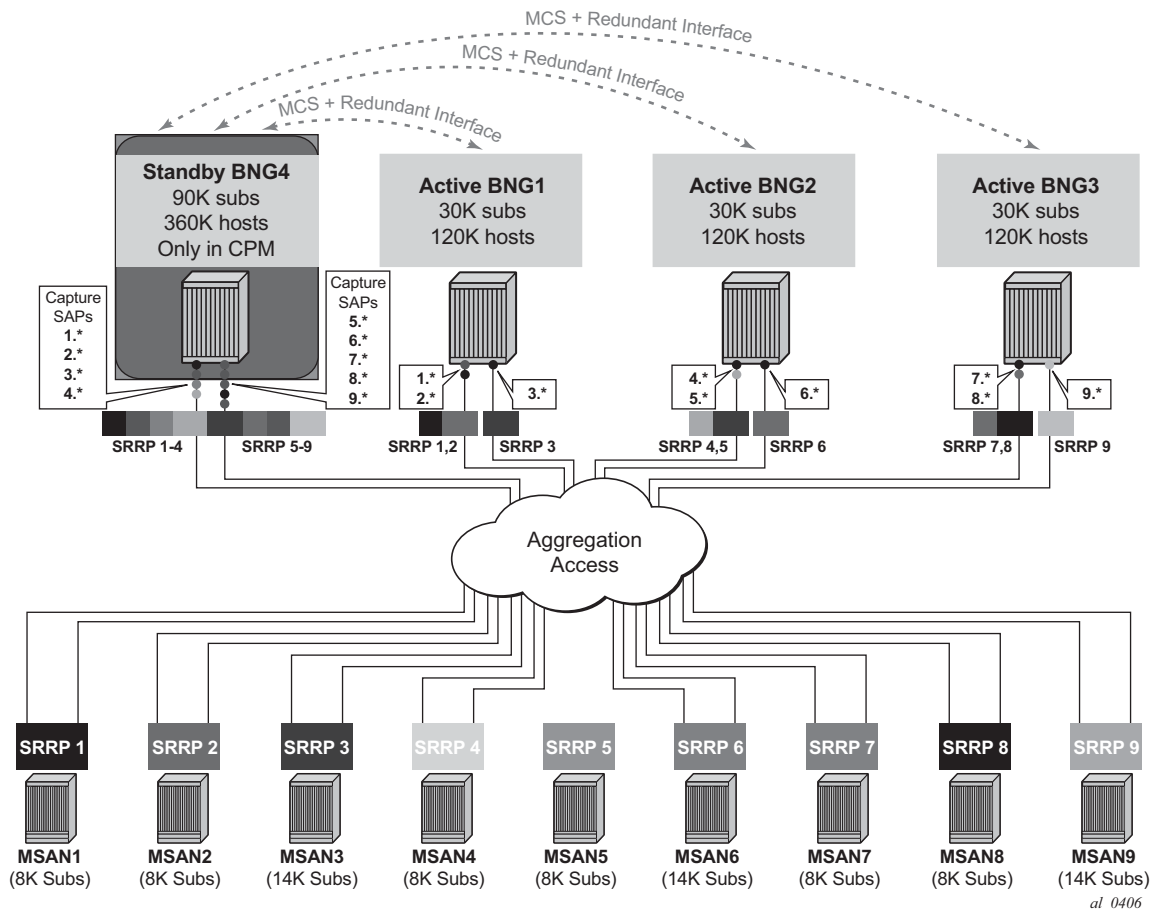 MCS + Redundant Interface
MCS + Redundant Interface
MCS + Redundant Interface
Standby BNG4
90K subs
360K hosts
Only in CPM
Active BNG1
30K subs
120K hosts
Active BNG2
30K subs
120K hosts
Active BNG3
30K subs
120K hosts
Capture
SAPs
1.*
2.*
3.*
4.*
Capture
SAPs
5.*
6.*
7.*
8.*
9.*
1.*
2.*
3.*
4.*
5.*
6.*
7.*
8.*
9.*
SRRP 1-4
SRRP 5-9
SRRP 1,2
SRRP 3
SRRP 4,5
SRRP 6
SRRP 7,8
SRRP 9
Aggregation
Access
SRRP 1
SRRP 2
SRRP 3
SRRP 4
SRRP 5
SRRP 6
SRRP 7
SRRP 8
SRRP 9
MSAN1
(8K Subs)
MSAN2
(8K Subs)
MSAN3
(14K Subs)
MSAN4
(8K Subs)
MSAN5
(8K Subs)
MSAN6
(14K Subs)
MSAN7
(8K Subs)
MSAN8
(8K Subs)
MSAN9
(14K Subs)
al_0406